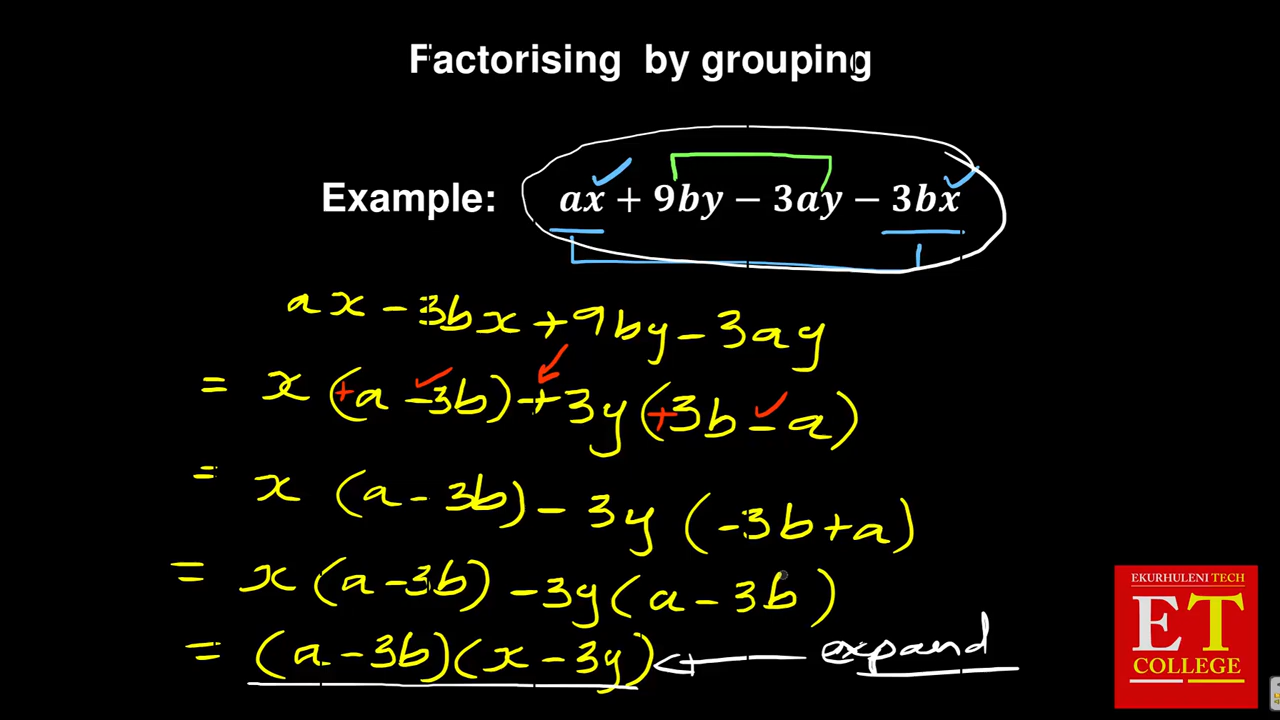 Factorising by grouping
Example: ax + 9by − 3ay − 3bx
ax - 3bx + 9by - 3ay
= x (+a - 3b) + 3y (+3b - a)
= x (a - 3b) - 3y (-3b + a)
= x (a - 3b) - 3y (a - 3b)
= (a - 3b)(x - 3y) ← expand
EKURHULENI TECH
ET
COLLEGE